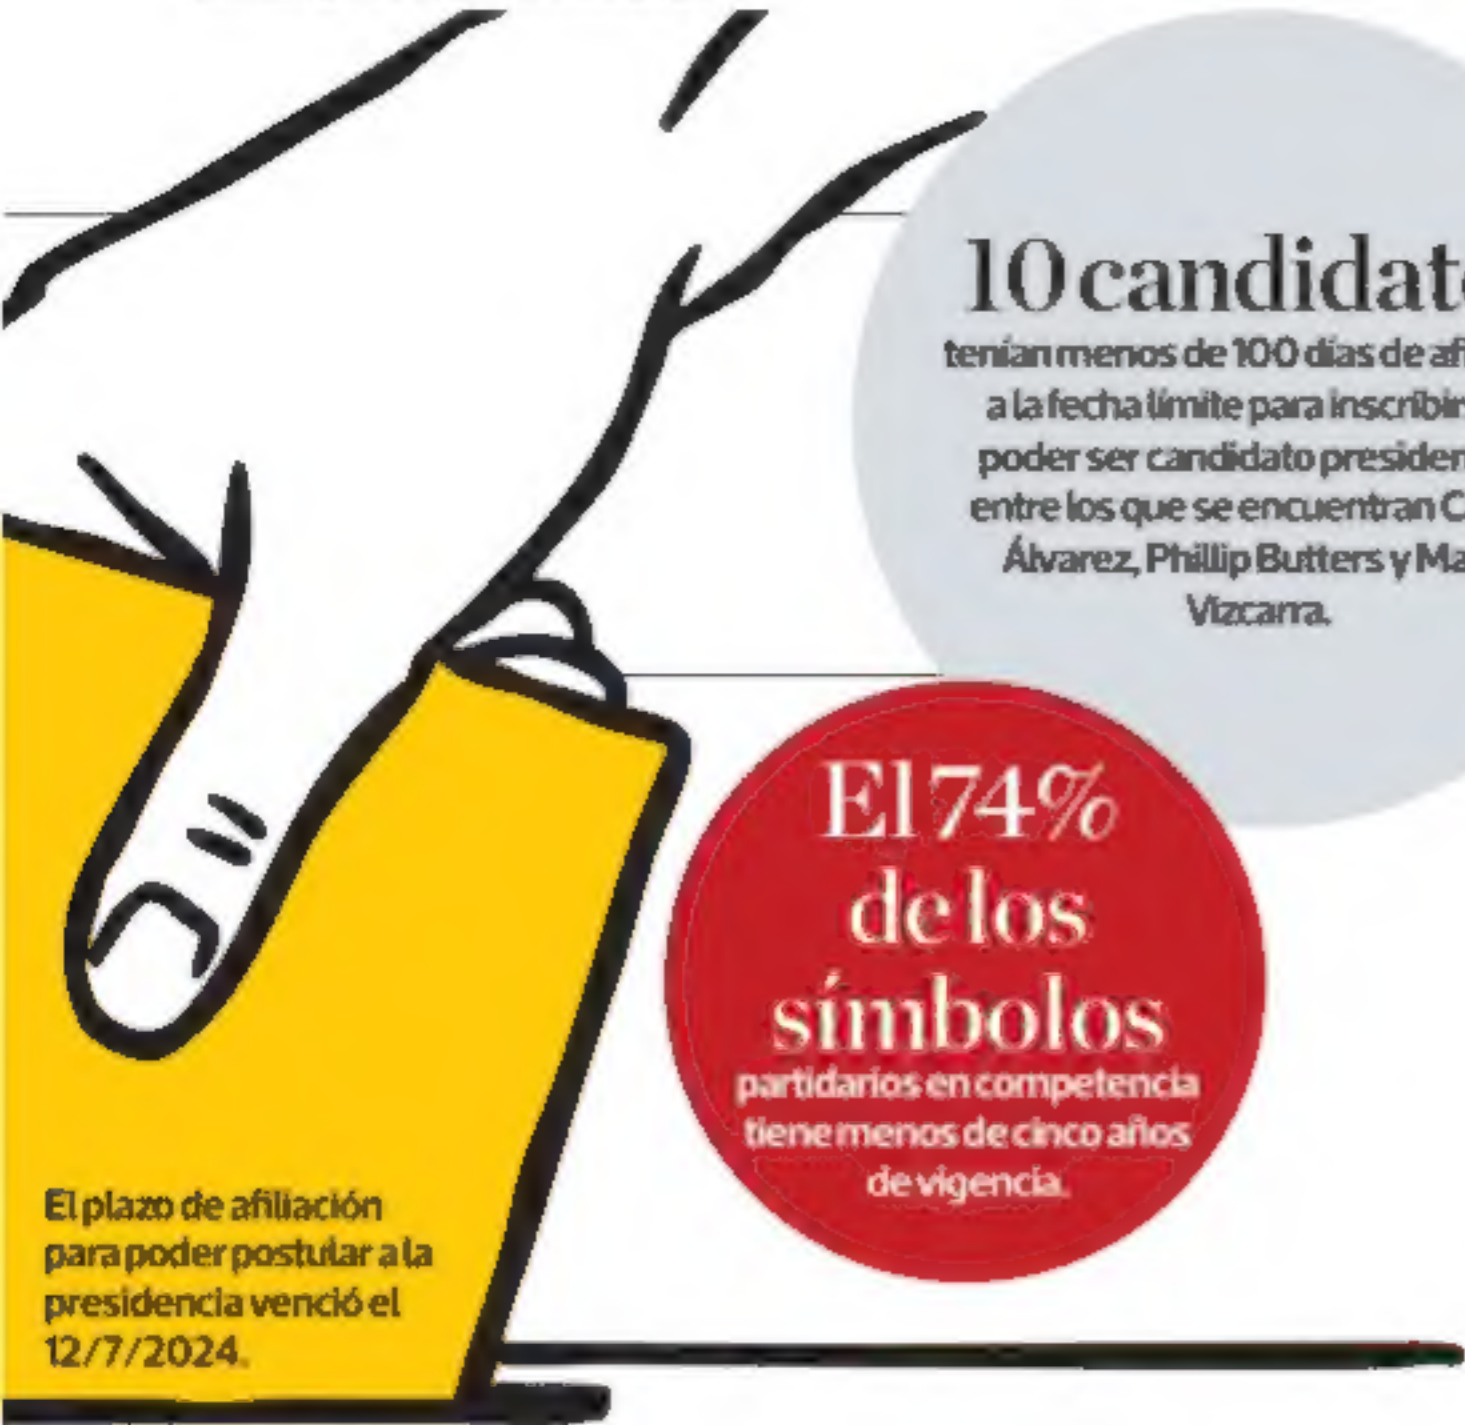 10 candidat
tenían menos de 100 días de afi
a la fecha límite para inscribir
poder ser candidato presiden
entre los que se encuentran C
Álvarez, Phillip Butters y Ma
Vizcarra.
El 74%
de los
símbolos
partidarios en competencia
tiene menos de cinco años
de vigencia.
El plazo de afiliación
para poder postular a la
presidencia venció el
12/7/2024.